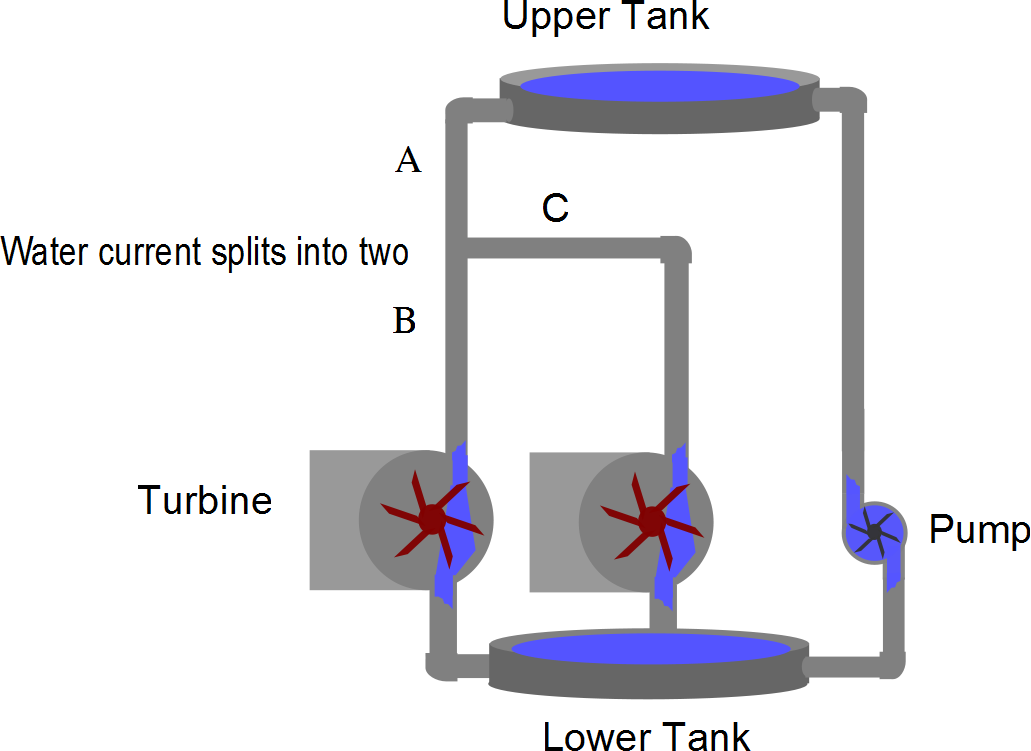 Upper Tank
A
C
Water current splits into two
B
Turbine
Pump
Lower Tank